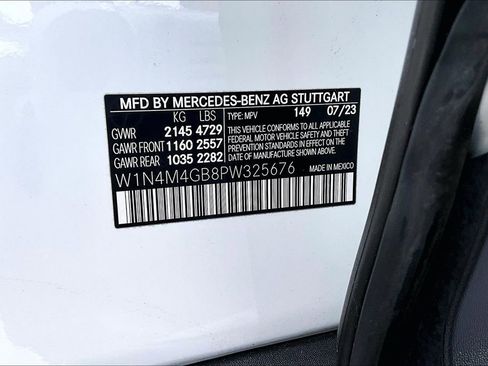 MFD BY MERCEDES-BENZ AG STUTTGART
KG LBS TYPE: MPV 149 07/23
GVWR 2145 4729 THIS VEHICLE CONFORMS TO ALL APPLICABLE
GAWR FRONT 1160 2557 FEDERAL MOTOR VEHICLE SAFETY, BUMPER, AND
GAWR REAR 1035 2282 THEFT PREVENTION STANDARDS IN EFFECT ON THE DATE OF MANUFACTURE SHOWN ABOVE.
W1N4M4GB8PW325676 MADE IN MEXICO